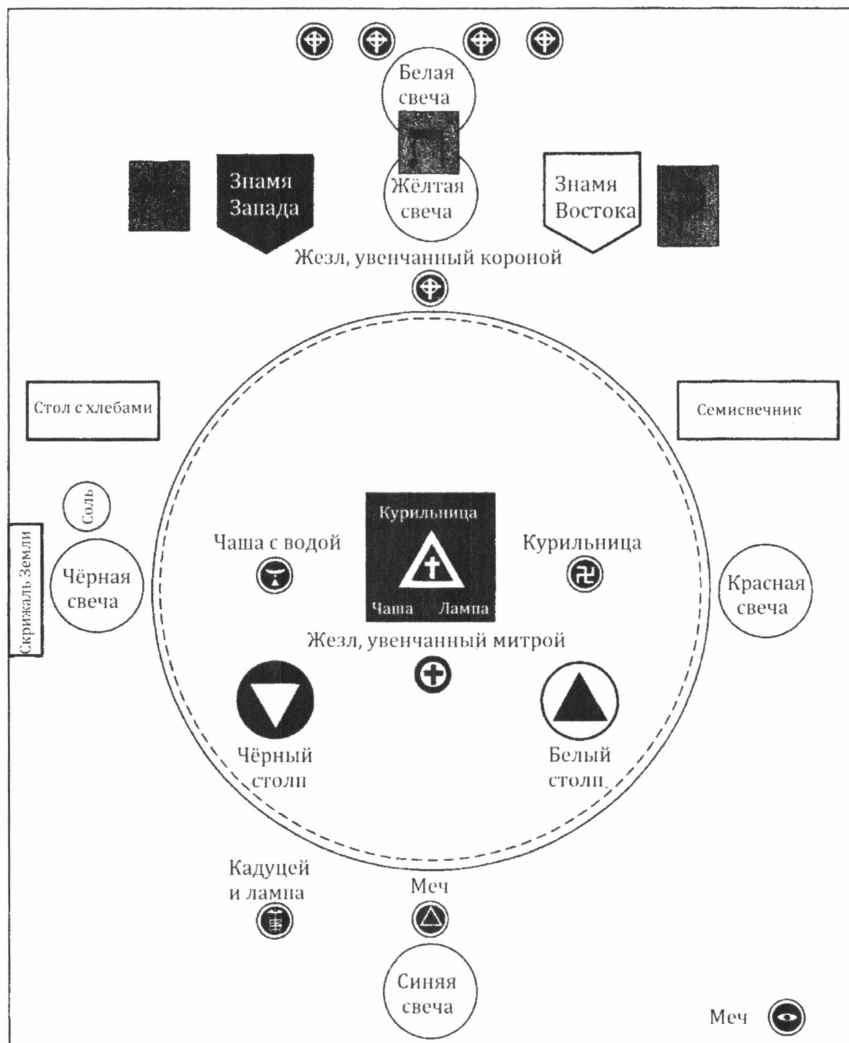 Белая
свеча
Знамя
Запада
Жёлтая
свеча
Знамя
Востока
Жезл, увенчанный короной
Стол с хлебами
Семисвечник
Соль
Скрижаль Земли
Чёрная
свеча
Чаша с водой
Курильница
Чаша Лампа
Курильница
Красная
свеча
Жезл, увенчанный митрой
Чёрный
столп
Белый
столп
Кадуцей
и лампа
Меч
Синяя
свеча
Меч